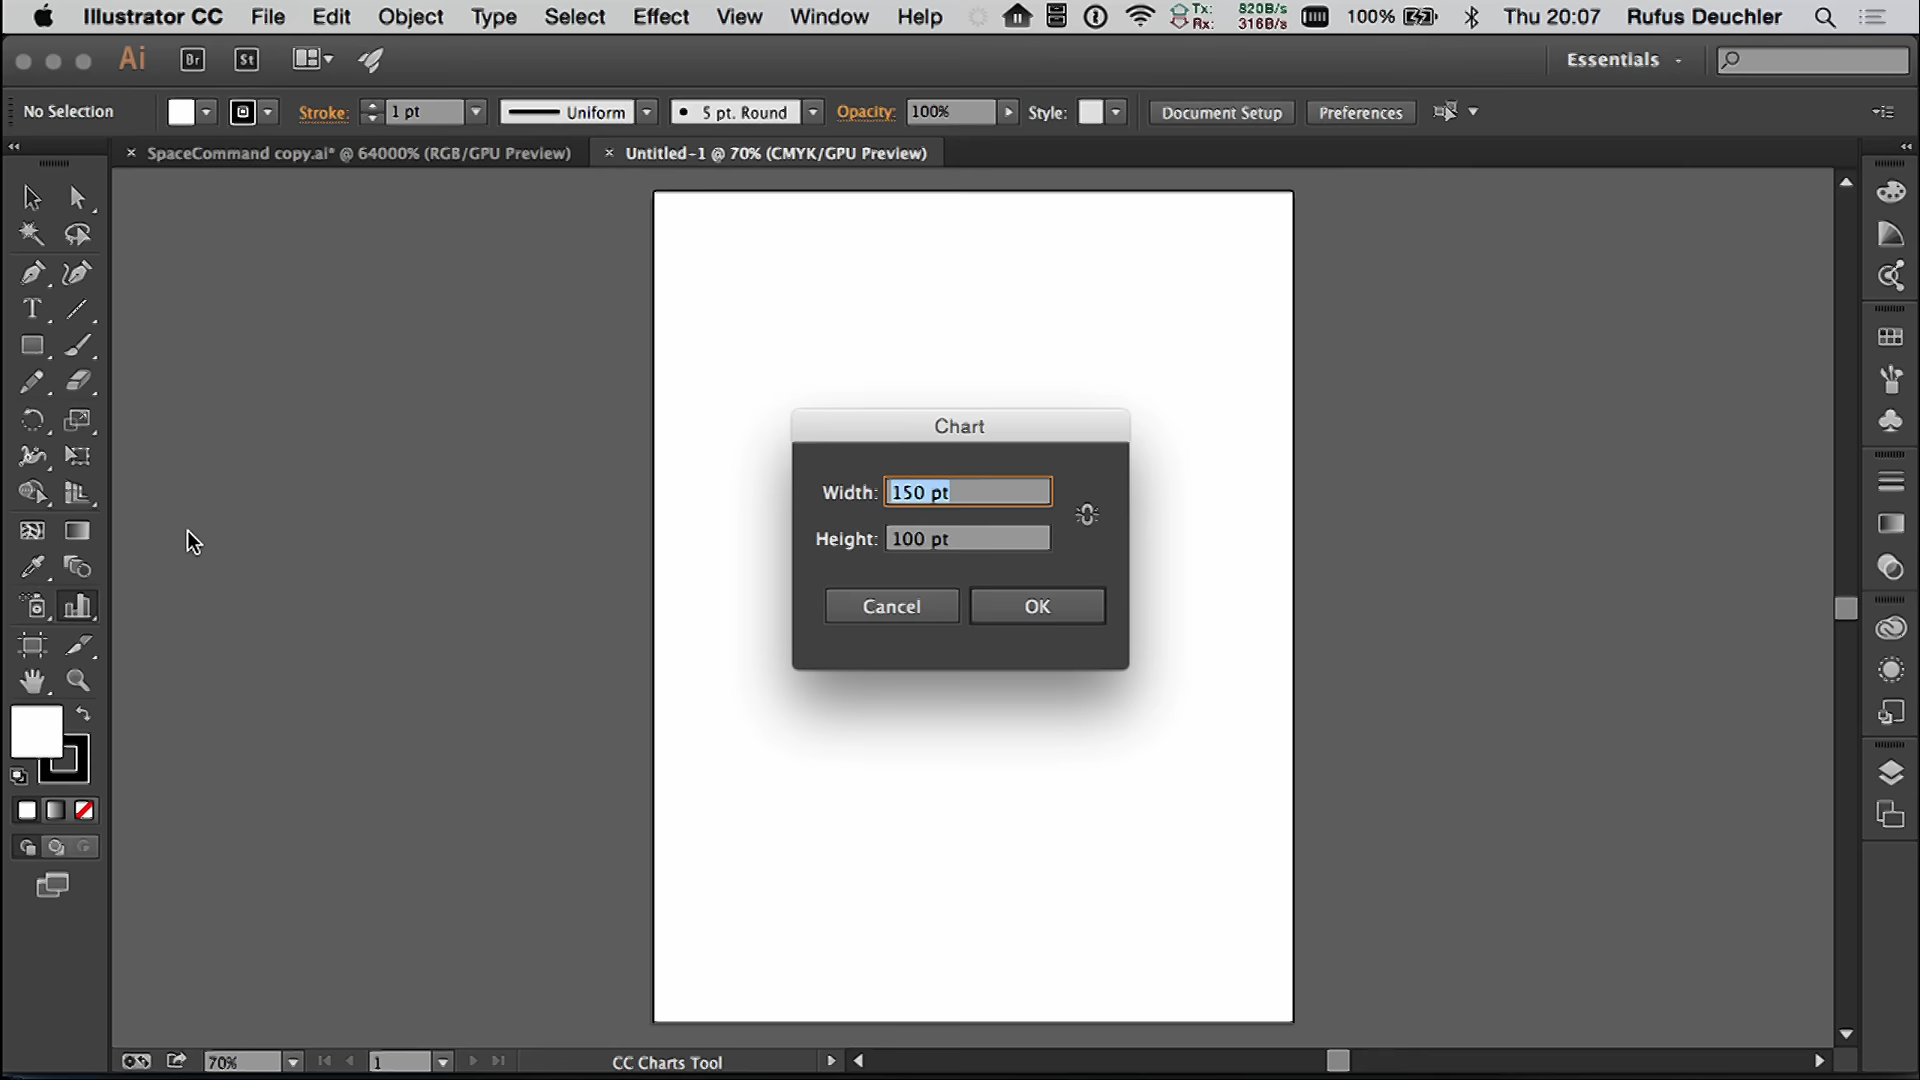 Illustrator CC File Edit Object Type Select Effect View Window Help Tx: 820B/s Rx: 316B/s 100% Thu 20:07 Rufus Deuchler
Ai Br St Essentials
No Selection Stroke: 1 pt Uniform 5 pt. Round Opacity: 100% Style: Document Setup Preferences
× SpaceCommand copy.ai* @ 64000% (RGB/GPU Preview) × Untitled-1 @ 70% (CMYK/GPU Preview)
Chart
Width: 150 pt
Height: 100 pt
Cancel OK
70% 1 CC Charts Tool